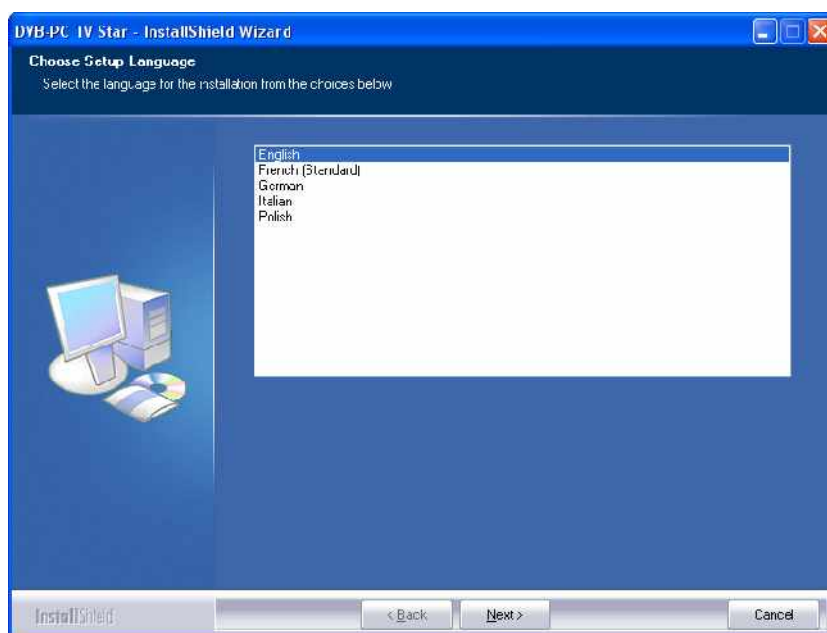 DVB-PC TV Star - InstallShield Wizard
Choose Setup Language
Select the language for the installation from the choices below
English
French (Standard)
German
Italian
Polish
InstallShield
< Back
Next >
Cancel